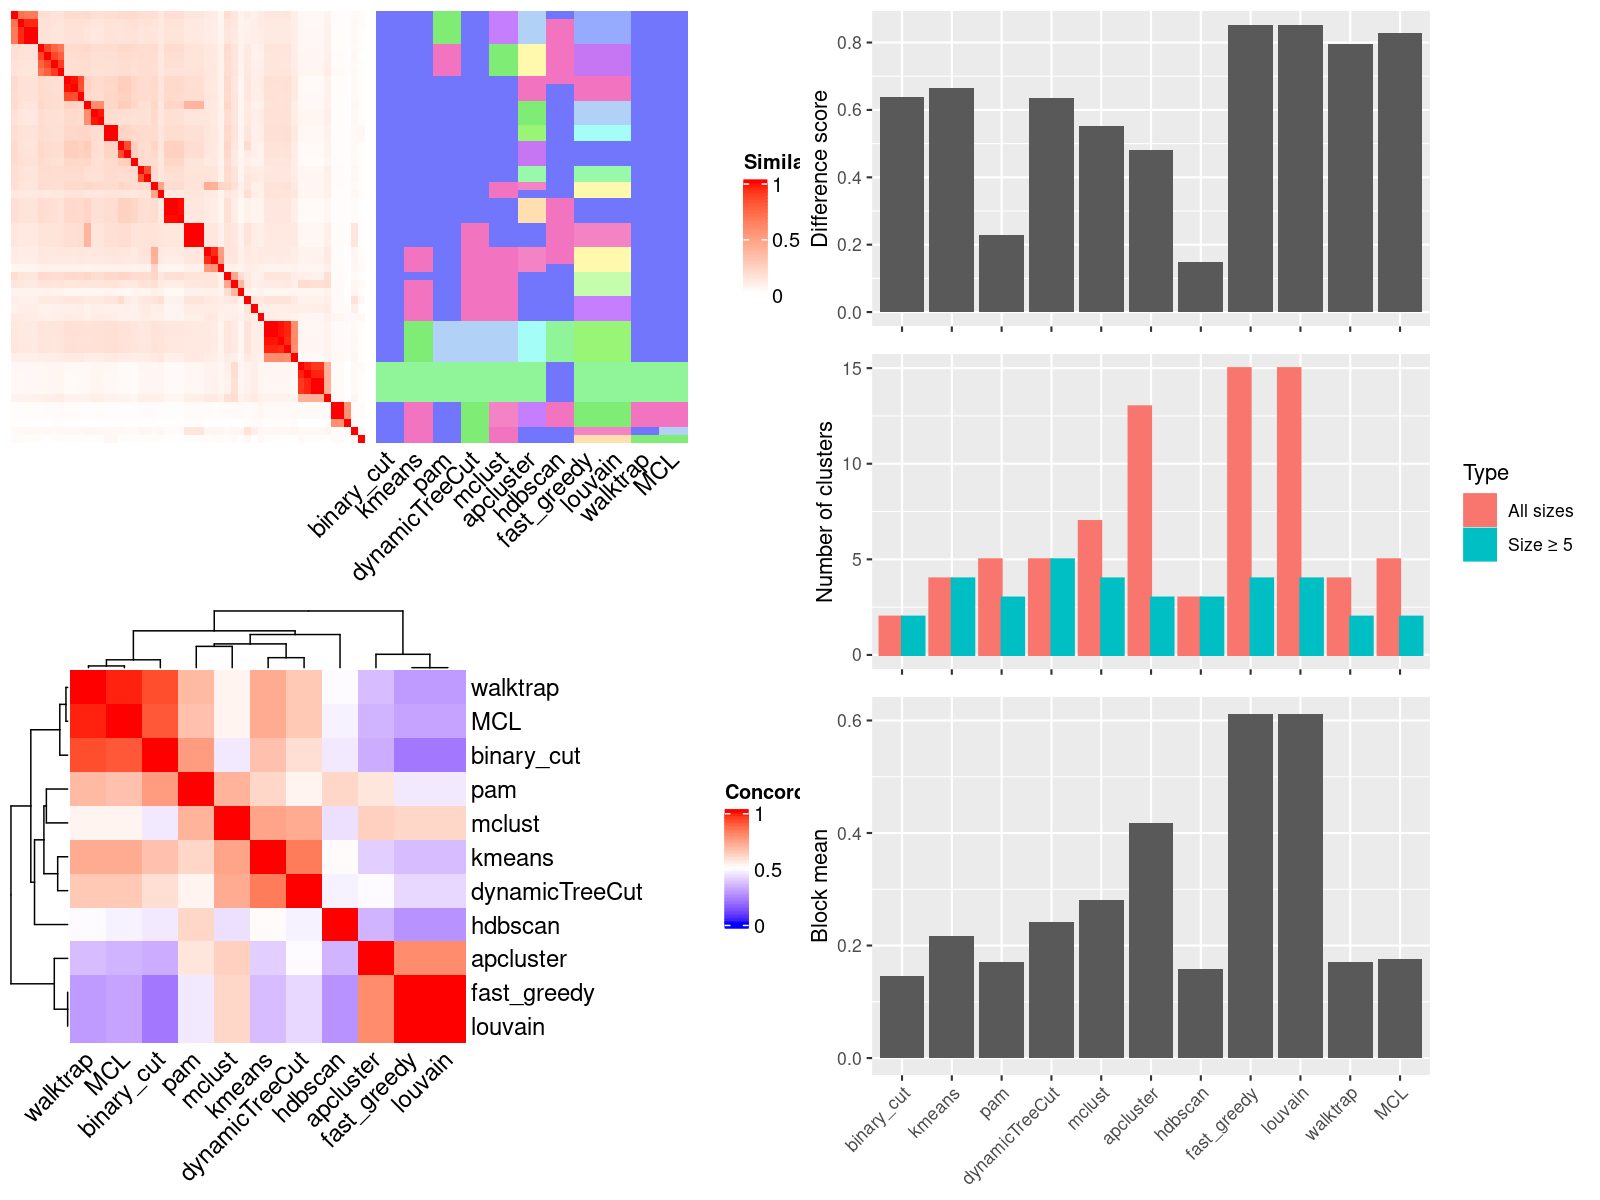 Simila
1
0.5
0
binary_cut
kmeans
pam
dynamicTreeCut
mclust
apcluster
hdbscan
fast_greedy
louvain
walktrap
MCL
walktrap
MCL
binary_cut
pam
mclust
kmeans
dynamicTreeCut
hdbscan
apcluster
fast_greedy
louvain
walktrap
MCL
binary_cut
pam
mclust
kmeans
dynamicTreeCut
hdbscan
apcluster
fast_greedy
louvain
Concord
1
0.5
0
Difference score
0.8
0.6
0.4
0.2
0.0
Number of clusters
15
10
5
0
Type
All sizes
Size ≥ 5
Block mean
0.6
0.4
0.2
0.0
binary_cut
kmeans
pam
dynamicTreeCut
mclust
apcluster
hdbscan
fast_greedy
louvain
walktrap
MCL